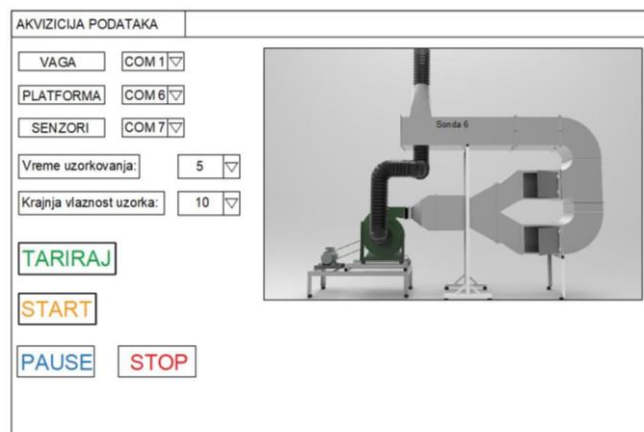 AKVIZICIJA PODATAKA
VAGA COM 1
PLATFORMA COM 6
SENZORI COM 7
Vreme uzorkovanja: 5
Krajnja vlaznost uzorka: 10
Sonda 6
TARIRAJ
START
PAUSE STOP